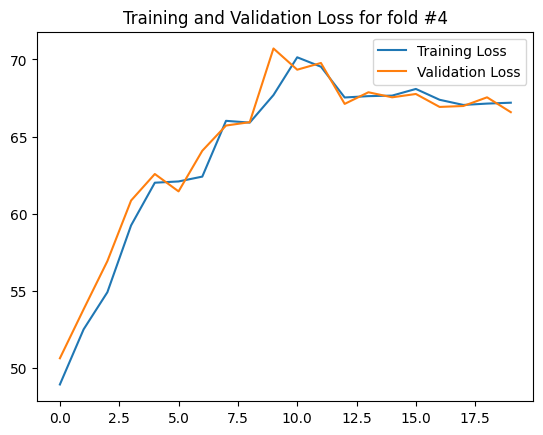 Training and Validation Loss for fold #4
Training Loss
Validation Loss
70
65
60
55
50
0.0 2.5 5.0 7.5 10.0 12.5 15.0 17.5